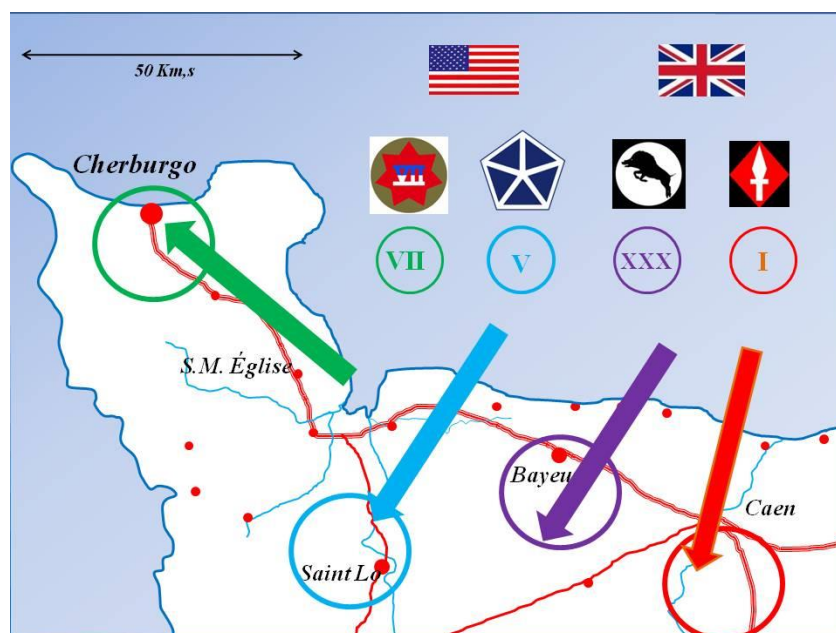 50 Km,s
Cherburgo
VII
VII
V
XXX
I
S.M. Église
Bayeu
Caen
Saint Lo